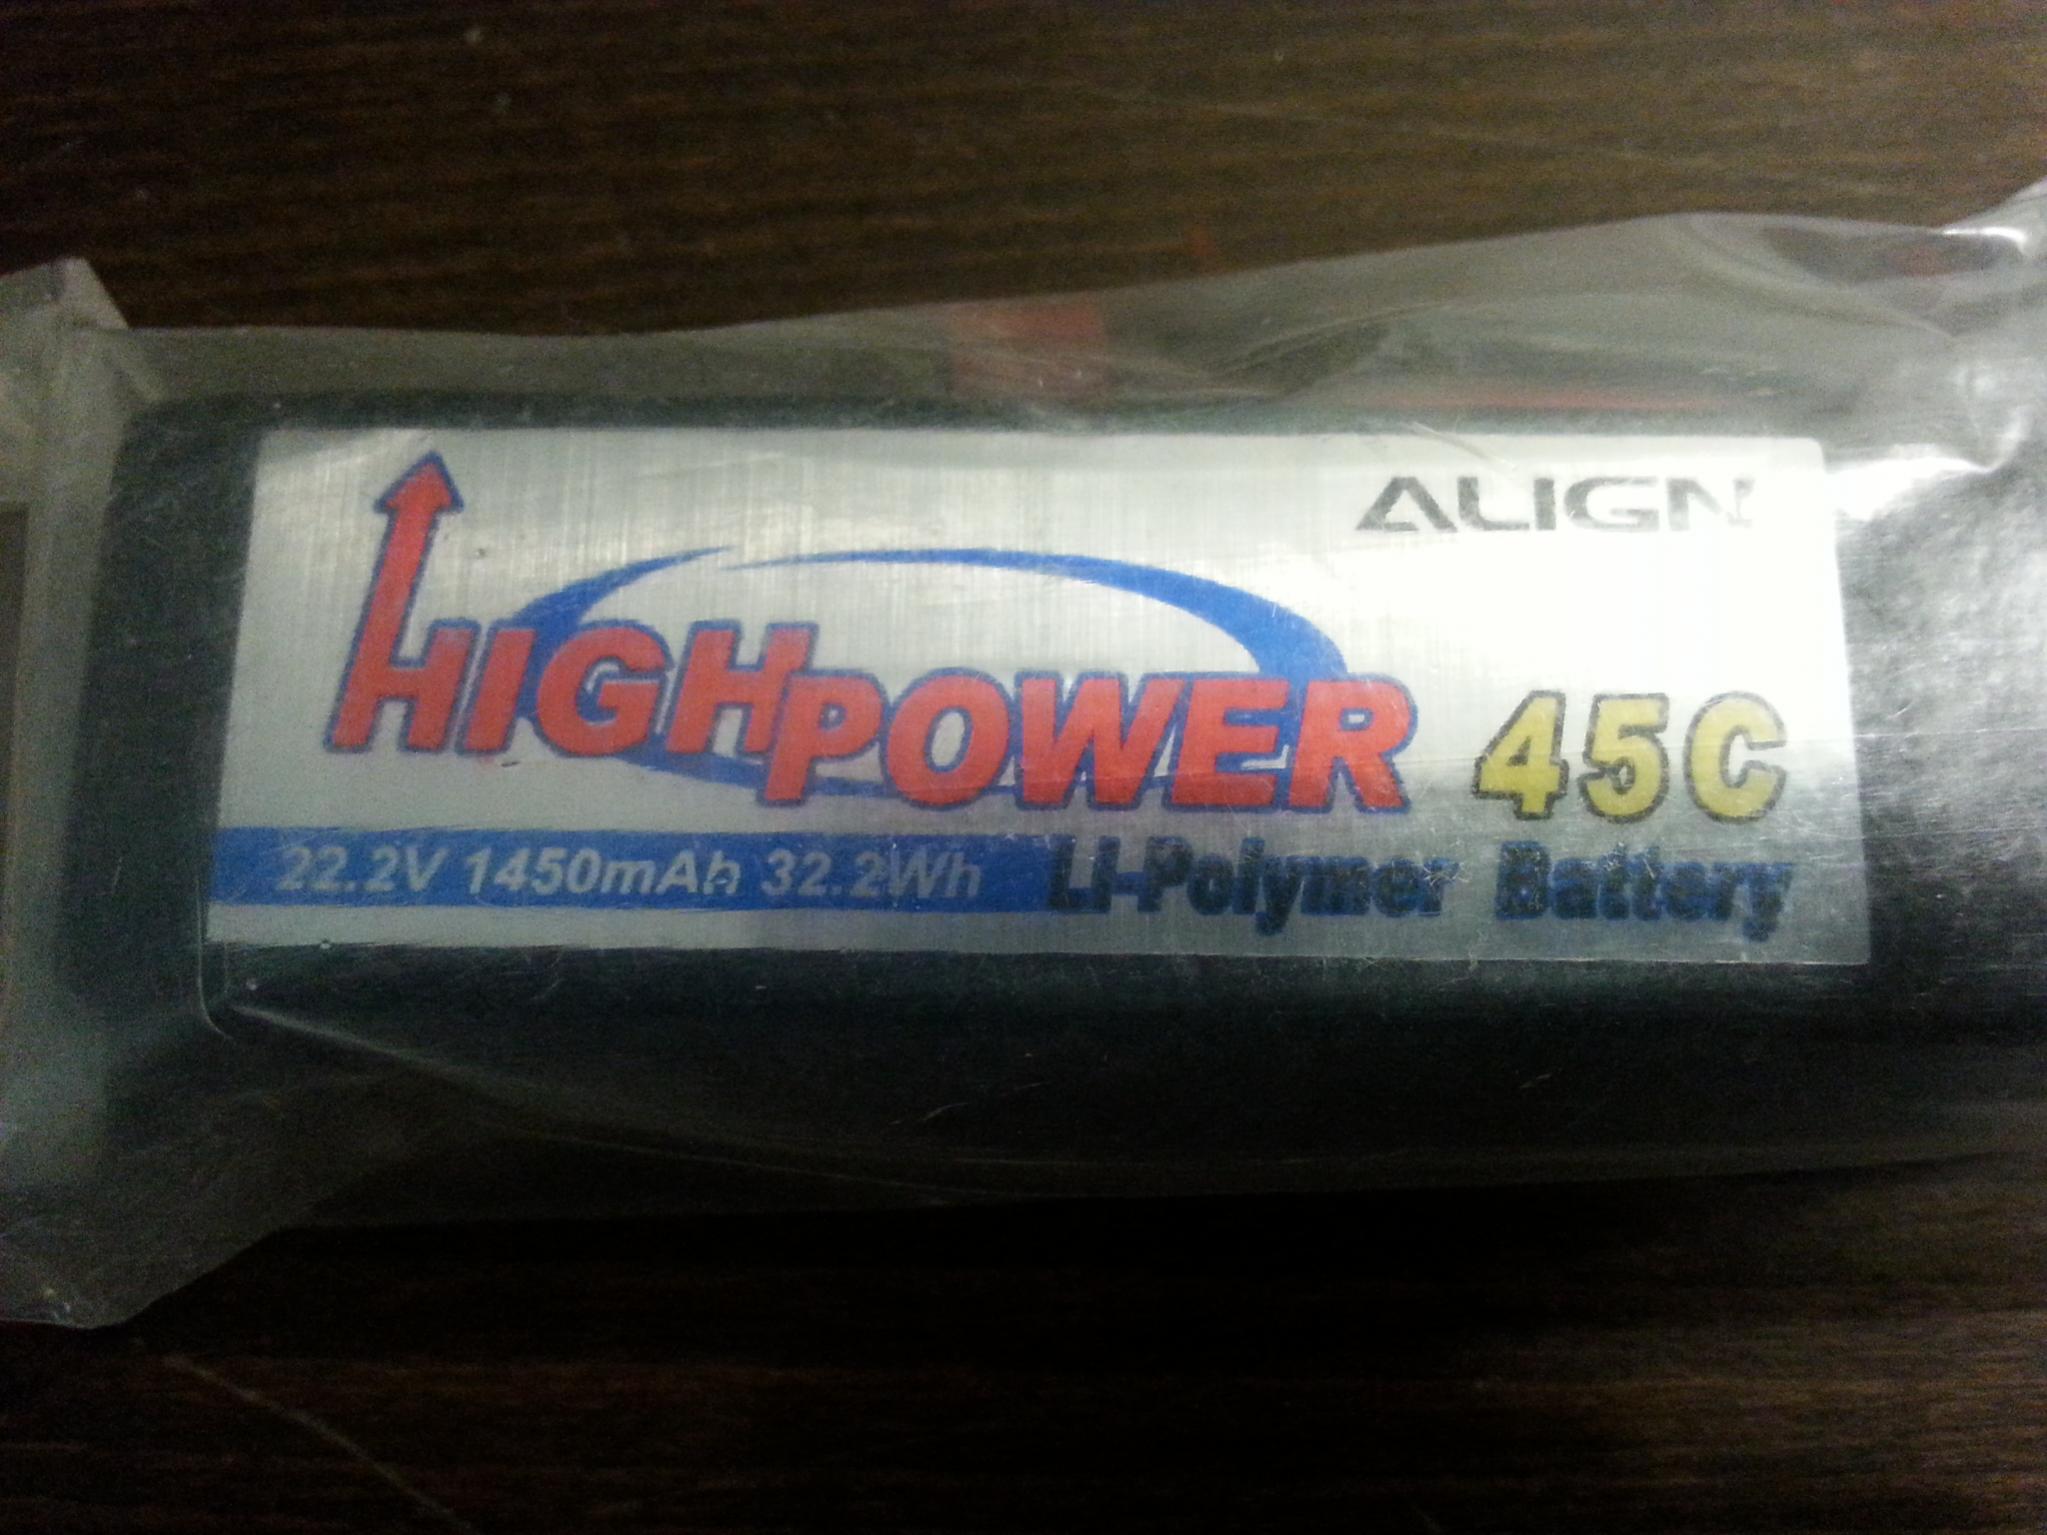 ALIGN
HIGHPOWER 45C
22.2V 1450mAh 32.2Wh Li-Polymer Battery